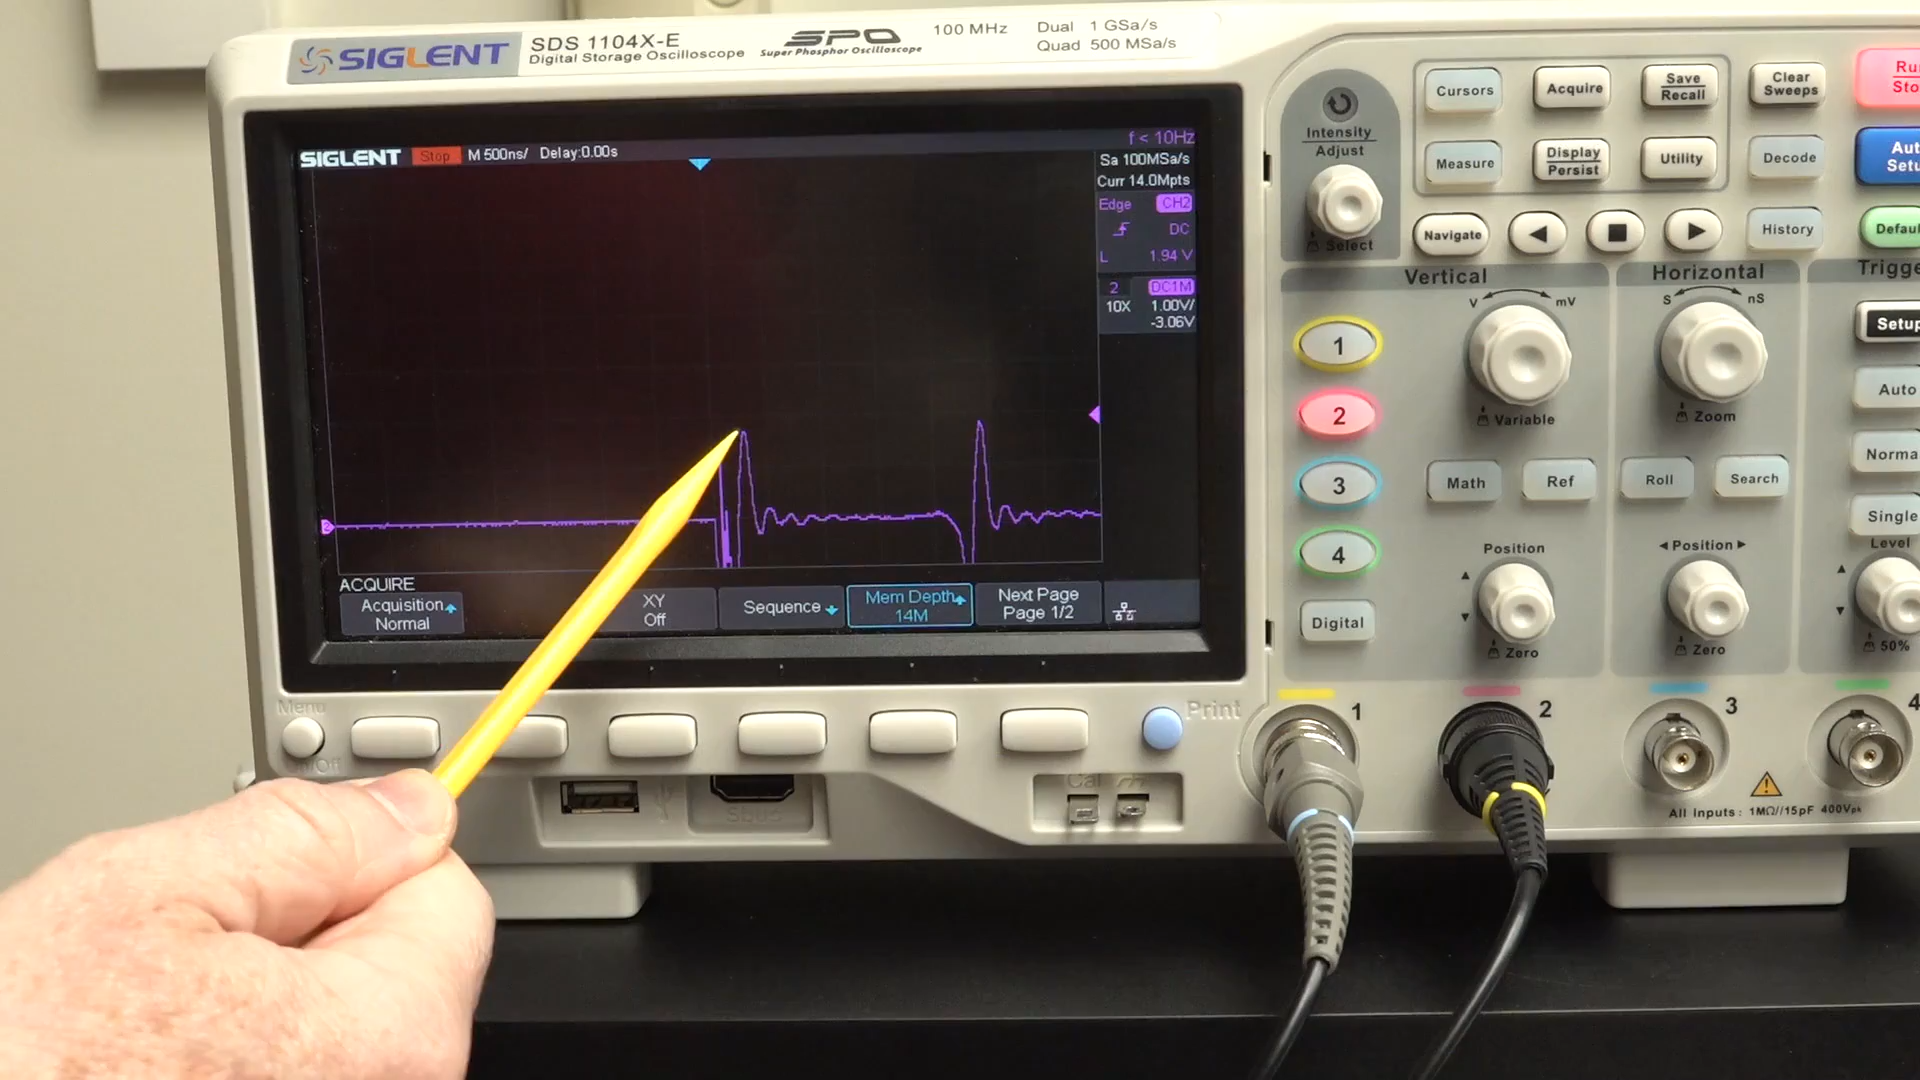 SIGLENT
SDS 1104X-E
Digital Storage Oscilloscope
SPO
Super Phosphor Oscilloscope
100 MHz
Dual 1 GSa/s
Quad 500 MSa/s
SIGLENT Stop M 500ns/ Delay:0.00s
f < 10Hz
Sa 100MSa/s
Curr 14.0Mpts
Edge CH2
DC
L 1.94 V
2 DC1M
10X 1.00V/
-3.06V
2
ACQUIRE
Acquisition
Normal
XY
Off
Sequence
Mem Depth
14M
Next Page
Page 1/2
Menu
On/Off
Print
Sbus
Cal
Intensity
Adjust
Select
Cursors
Acquire
Save
Recall
Clear
Sweeps
Measure
Display
Persist
Utility
Decode
Navigate
History
Vertical
V mV
Variable
1
2
3
4
Math
Ref
Digital
Position
Zero
Horizontal
S nS
Zoom
Roll
Search
Position
Zero
Setup
Auto
Single
Level
50%
1
2
3
4
All Inputs : 1MΩ//15pF 400Vpk